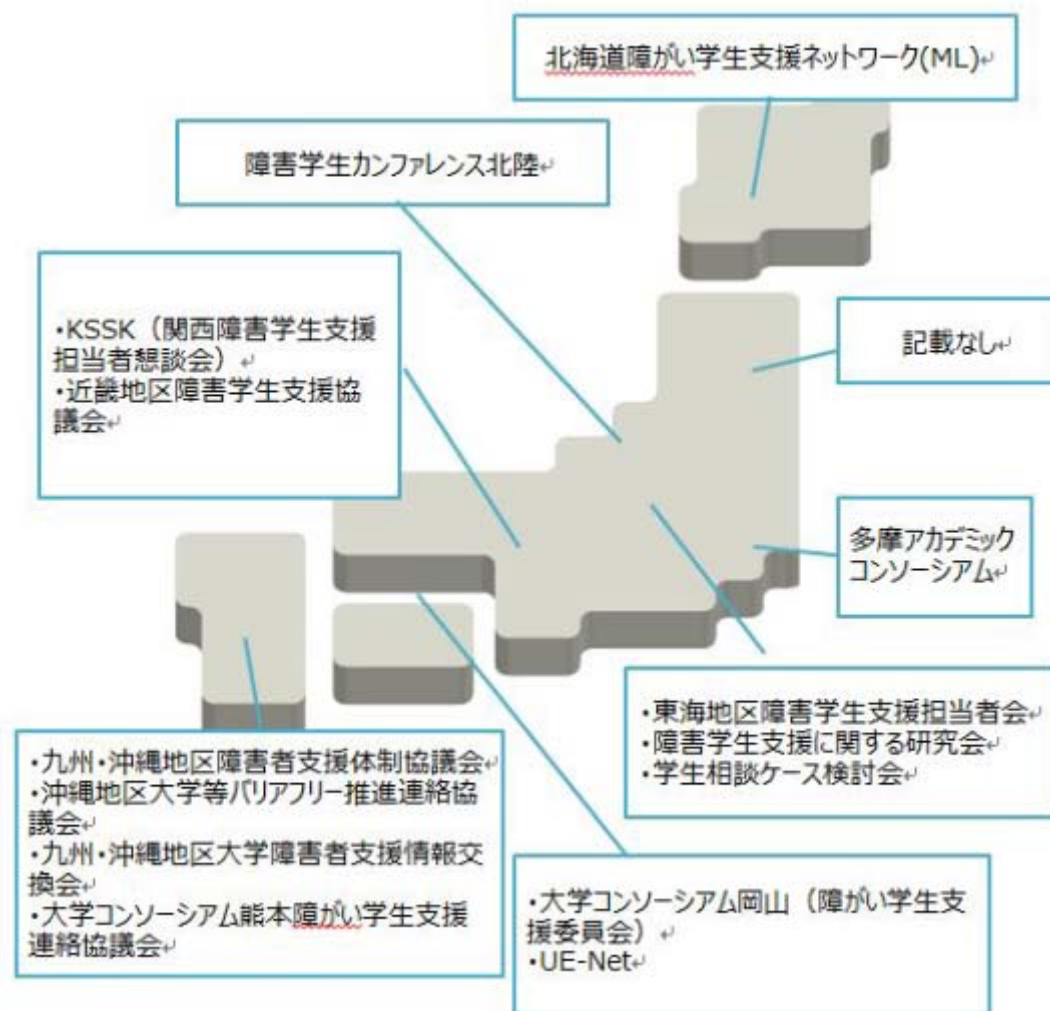 北海道障がい学生支援ネットワーク(ML)
障害学生カンファレンス北陸
・KSSK（関西障害学生支援
担当者懇談会）
・近畿地区障害学生支援協
議会
記載なし
多摩アカデミック
コンソーシアム
・東海地区障害学生支援担当者会
・障害学生支援に関する研究会
・学生相談ケース検討会
・九州・沖縄地区障害者支援体制協議会
・沖縄地区大学等バリアフリー推進連絡協
議会
・九州・沖縄地区大学障害者支援情報交
換会
・大学コンソーシアム熊本障がい学生支援
連絡協議会
・大学コンソーシアム岡山（障がい学生支
援委員会）
・UE-Net